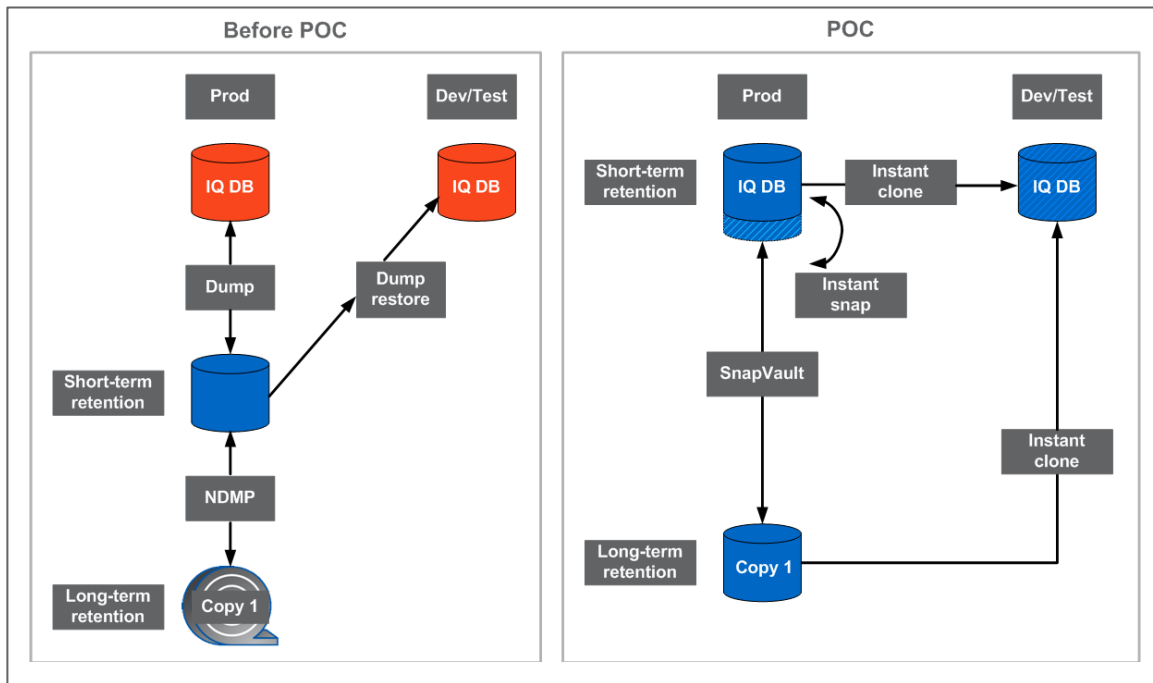 Before POC
Prod
Dev/Test
IQ DB
IQ DB
Dump
Dump
restore
Short-term
retention
NDMP
Long-term
retention
Copy 1
POC
Prod
Dev/Test
Short-term
retention
IQ DB
Instant
clone
IQ DB
Instant
snap
SnapVault
Instant
clone
Long-term
retention
Copy 1